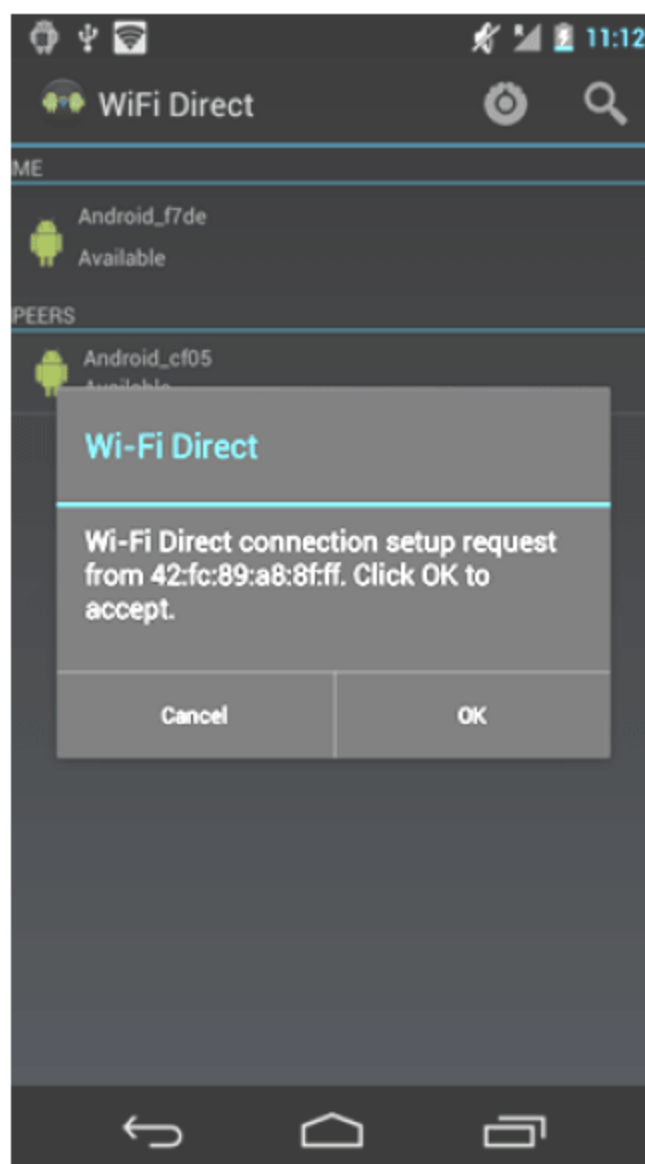 11:12
WiFi Direct
ME
Android_f7de
Available
PEERS
Android_cf05
Available
Wi-Fi Direct
Wi-Fi Direct connection setup request
from 42:fc:89:a8:8f:ff. Click OK to
accept.
Cancel OK